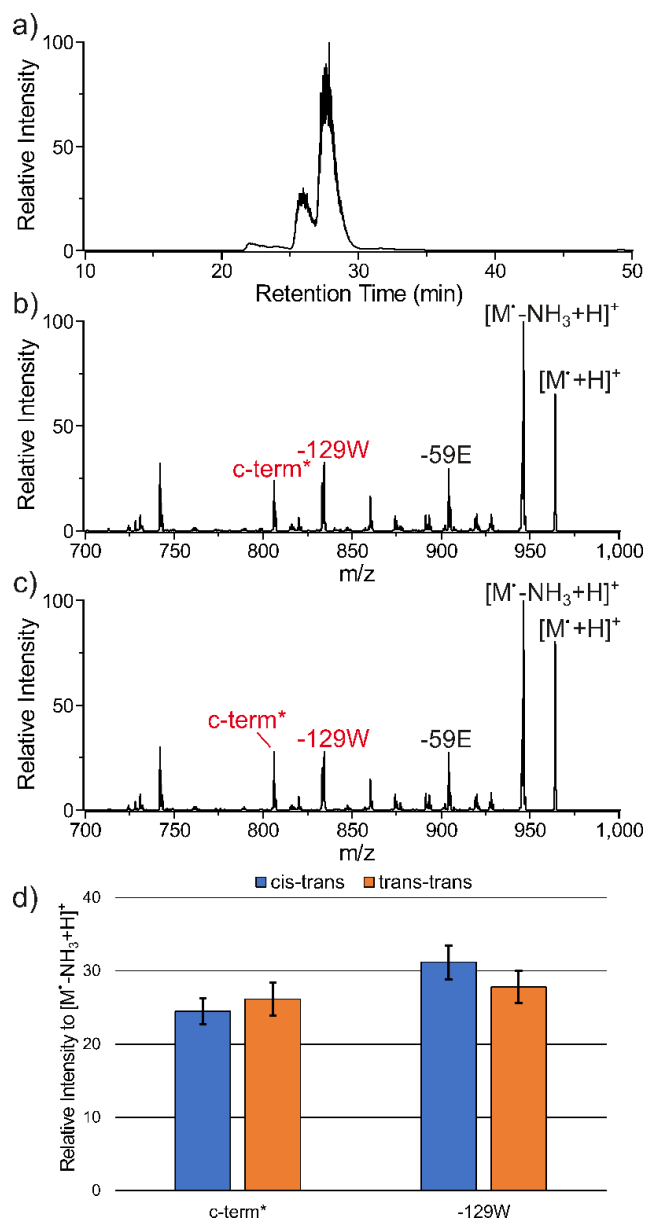 a)
Relative Intensity
100
50
0
10 20 30 40 50
Retention Time (min)
b)
Relative Intensity
100
50
0
[M•-NH₃+H]⁺
[M•+H]⁺
-129W
c-term*
-59E
700 750 800 850 900 950 1,000
m/z
c)
Relative Intensity
100
50
0
[M•-NH₃+H]⁺
[M•+H]⁺
c-term*
-129W
-59E
700 750 800 850 900 950 1,000
m/z
cis-trans trans-trans
d)
Relative Intensity to [M•-NH₃+H]⁺
40
30
20
10
0
c-term* -129W